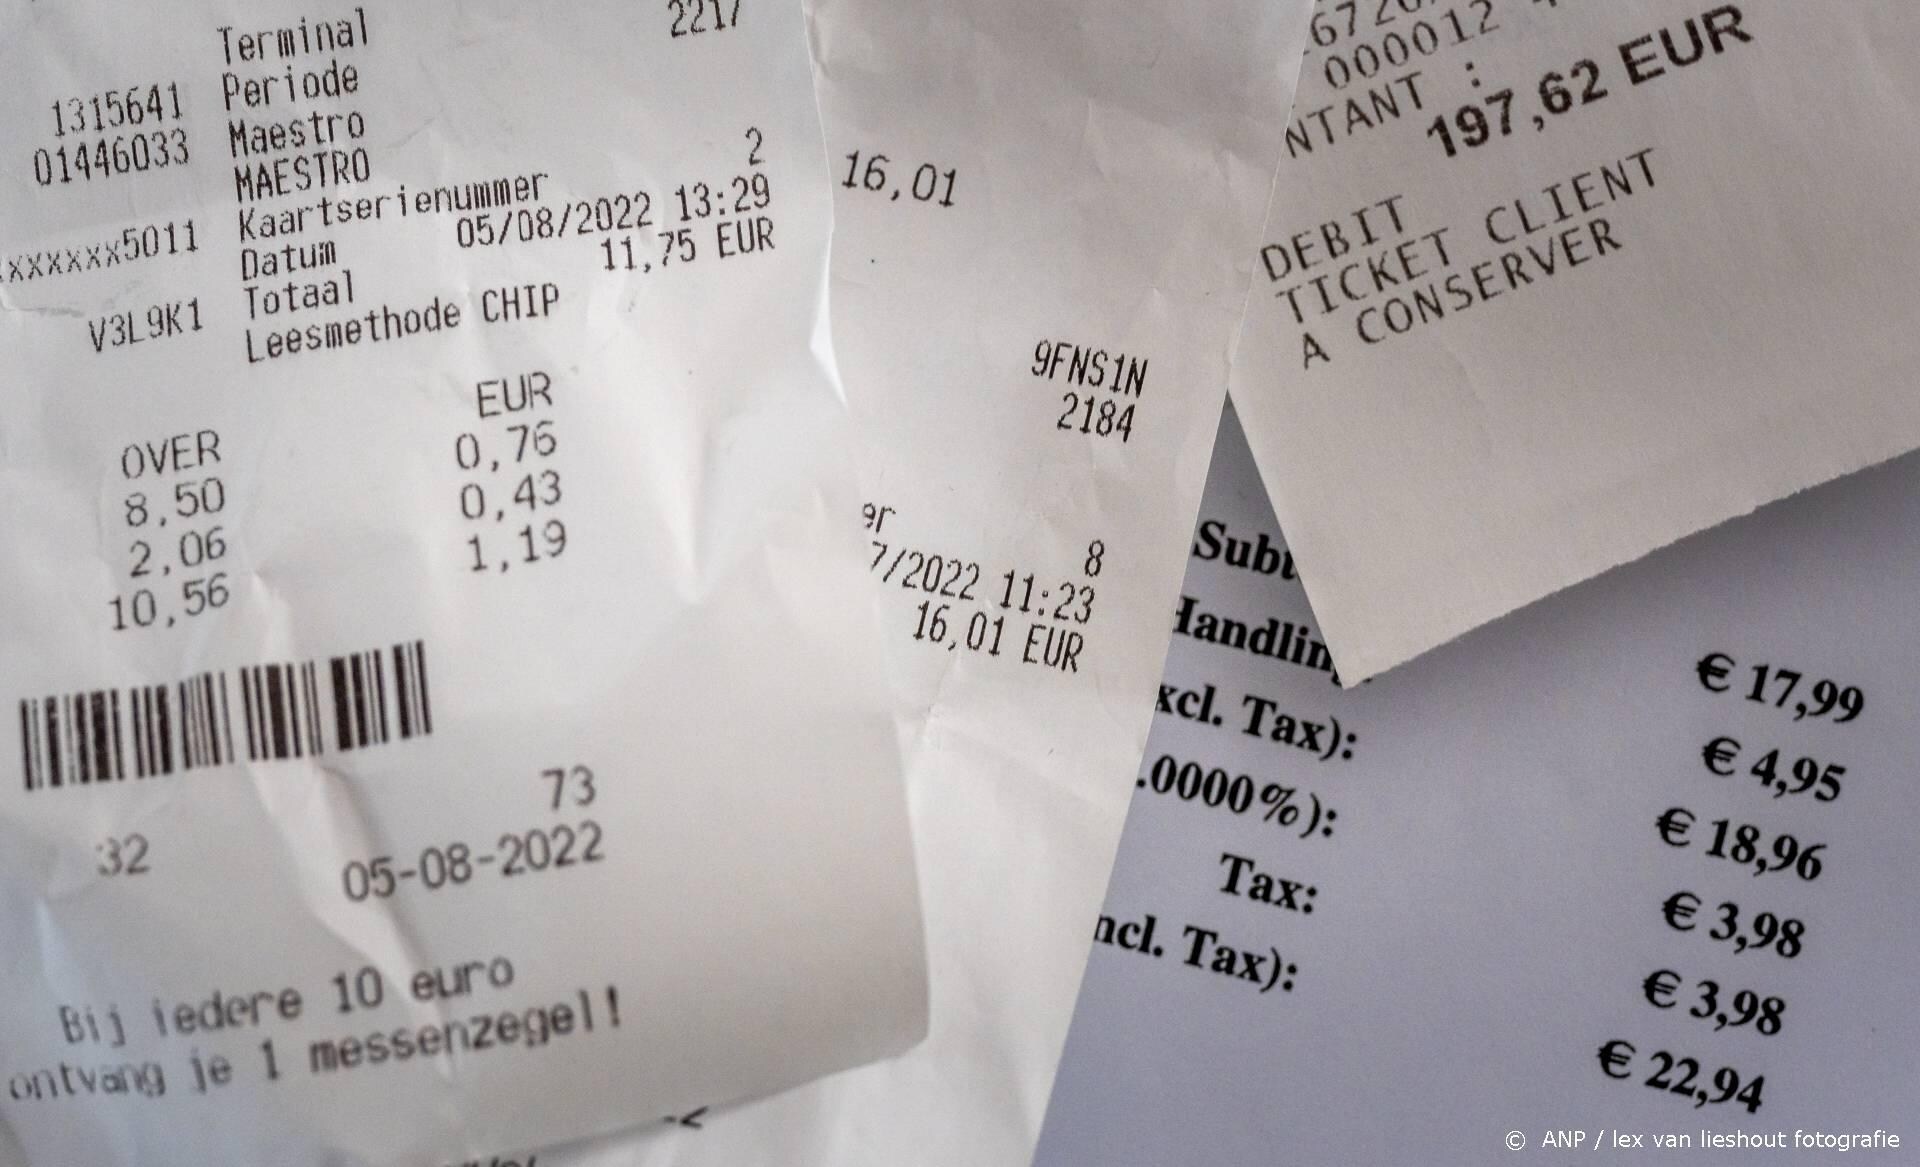 Terminal 2217
1315641 Periode
01446033 Maestro
MAESTRO
Kaartserienummer 2
xxxxxxx5011 Datum 05/08/2022 13:29
V3L9K1 Totaal 11,75 EUR
Leesmethode CHIP
OVER EUR
8,50 0,76
2,06 0,43
10,56 1,19
73
32 05-08-2022
Bij iedere 10 euro
ontvang je 1 messenzegel!
16,01
9FNS1N
2184
er 8
7/2022 11:23
16,01 EUR
000012
NTANT :
197,62 EUR
DEBIT
TICKET CLIENT
A CONSERVER
Subt € 17,99
Handling € 4,95
xcl. Tax): € 18,96
.0000%): € 3,98
Tax: € 3,98
ncl. Tax): € 22,94
© ANP / lex van lieshout fotografie